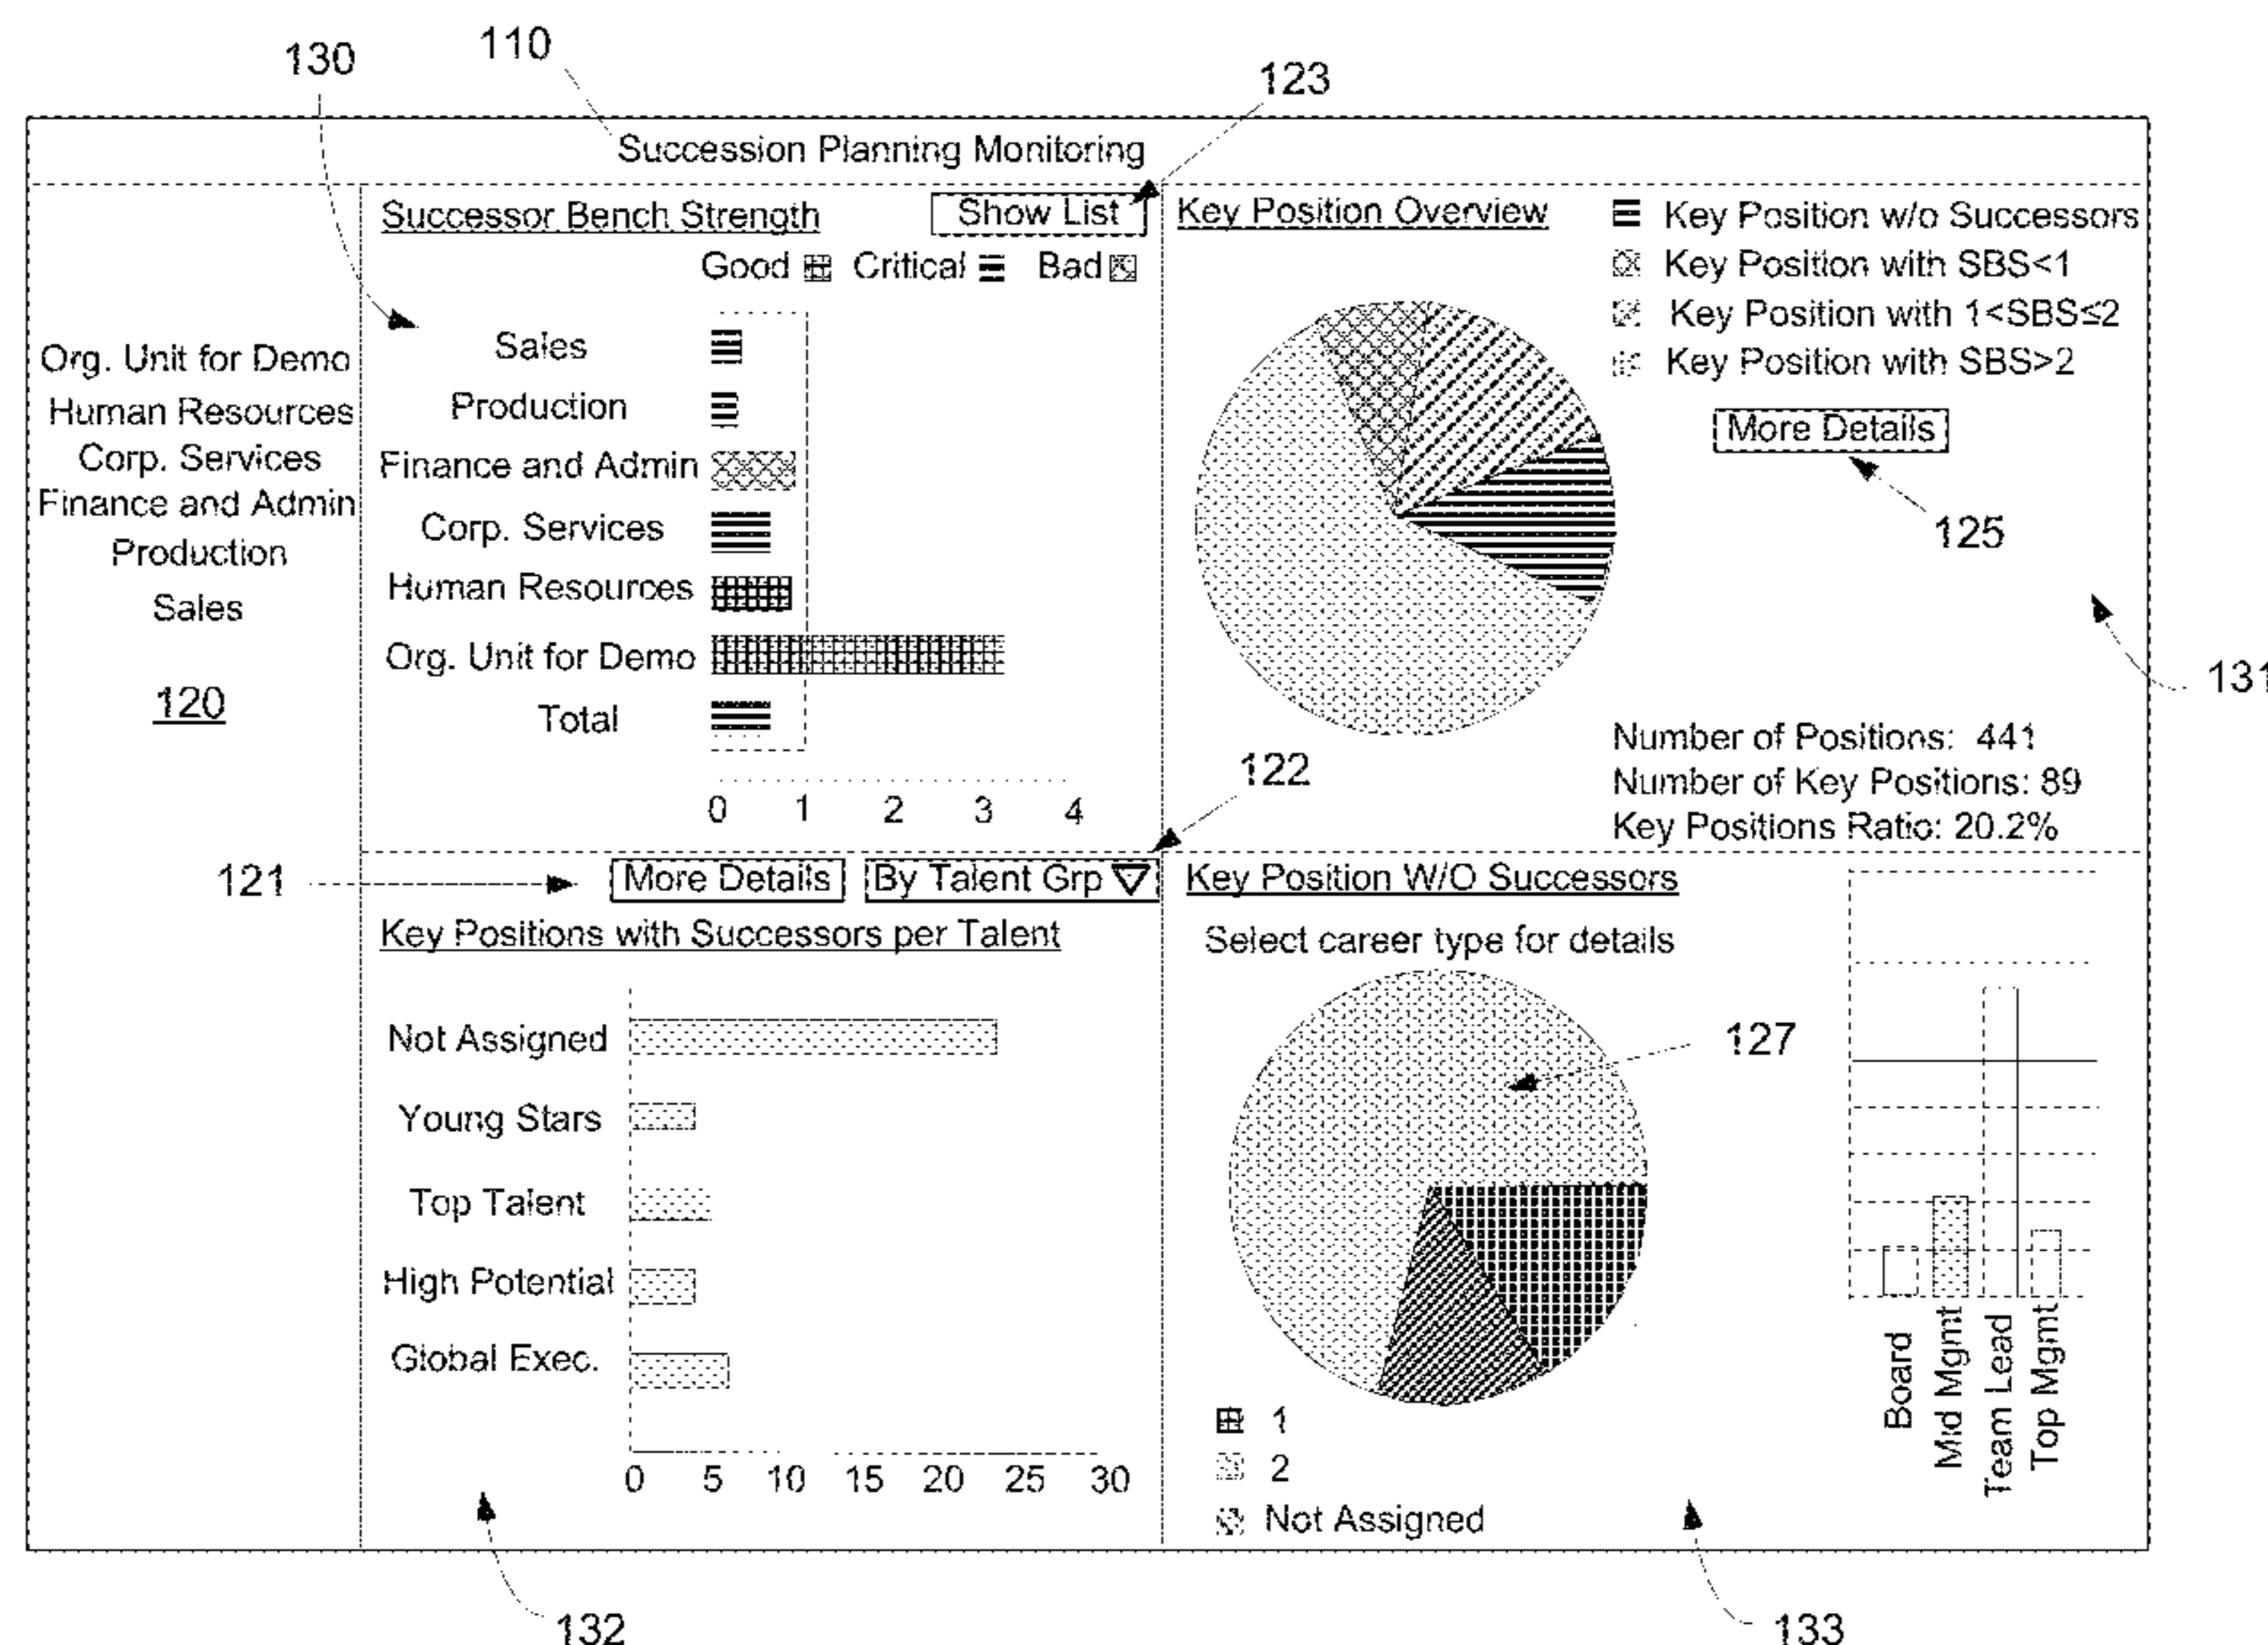 130
110
123
Succession Planning Monitoring
Org. Unit for Demo
Human Resources
Corp. Services
Finance and Admin
Production
Sales
120
Successor Bench Strength
Show List
Good Critical Bad
Sales
Production
Finance and Admin
Corp. Services
Human Resources
Org. Unit for Demo
Total
0 1 2 3 4
Key Position Overview
Key Position w/o Successors
Key Position with SBS<1
Key Position with 1<SBS≤2
Key Position with SBS>2
More Details
125
131
Number of Positions: 441
Number of Key Positions: 89
Key Positions Ratio: 20.2%
122
121
More Details
By Talent Grp
Key Positions with Successors per Talent
Not Assigned
Young Stars
Top Talent
High Potential
Global Exec.
0 5 10 15 20 25 30
132
Key Position W/O Successors
Select career type for details
127
1
2
Not Assigned
Board
Mid Mgmt
Team Lead
Top Mgmt
133